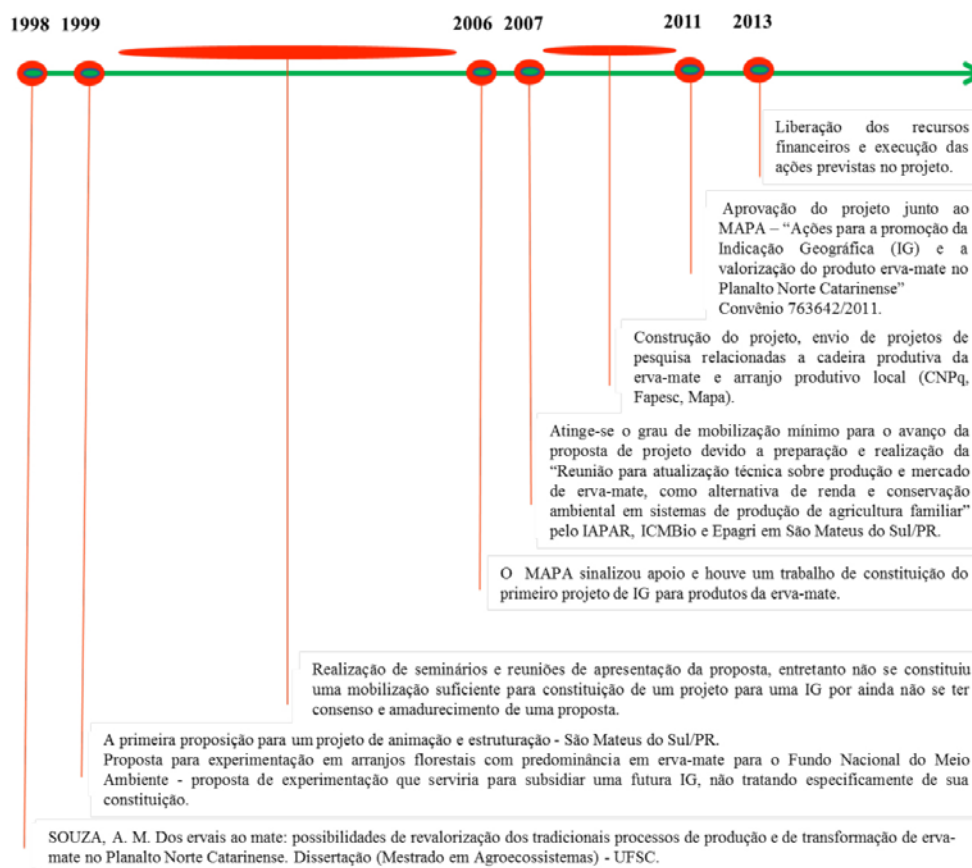 1998 1999 2006 2007 2011 2013
Liberação dos recursos
financeiros e execução das
ações previstas no projeto.
Aprovação do projeto junto ao
MAPA – “Ações para a promoção da
Indicação Geográfica (IG) e a
valorização do produto erva-mate no
Planalto Norte Catarinense”
Convênio 763642/2011.
Construção do projeto, envio de projetos de
pesquisa relacionadas a cadeira produtiva da
erva-mate e arranjo produtivo local (CNPq,
Fapesc, Mapa).
Atinge-se o grau de mobilização mínimo para o avanço da
proposta de projeto devido a preparação e realização da
“Reunião para atualização técnica sobre produção e mercado
de erva-mate, como alternativa de renda e conservação
ambiental em sistemas de produção de agricultura familiar”
pelo IAPAR, ICMBio e Epagri em São Mateus do Sul/PR.
O MAPA sinalizou apoio e houve um trabalho de constituição do
primeiro projeto de IG para produtos da erva-mate.
Realização de seminários e reuniões de apresentação da proposta, entretanto não se constituiu
uma mobilização suficiente para constituição de um projeto para uma IG por ainda não se ter
consenso e amadurecimento de uma proposta.
A primeira proposição para um projeto de animação e estruturação - São Mateus do Sul/PR.
Proposta para experimentação em arranjos florestais com predominância em erva-mate para o Fundo Nacional do Meio
Ambiente - proposta de experimentação que serviria para subsidiar uma futura IG, não tratando especificamente de sua
constituição.
SOUZA, A. M. Dos ervais ao mate: possibilidades de revalorização dos tradicionais processos de produção e de transformação de erva-
mate no Planalto Norte Catarinense. Dissertação (Mestrado em Agroecossistemas) - UFSC.